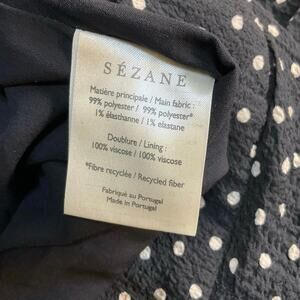 SÉZANE
Matière principale / Main fabric :
99% polyester / 99% polyester*
1% élasthanne / 1% elastane
Doublure / Lining :
100% viscose / 100% viscose
*Fibre recyclée / Recycled fiber
Fabriqué au Portugal
Made In Portugal